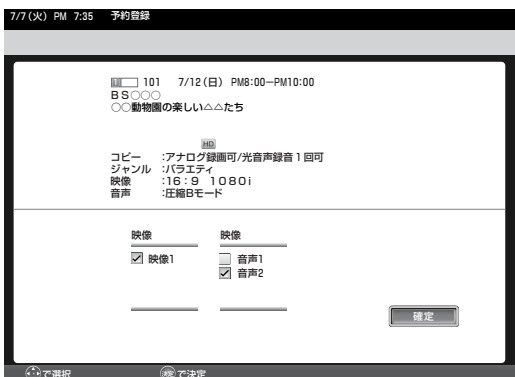 7/7(火) PM 7:35 予約登録
101 7/12(日) PM8:00−PM10:00
BS○○○
○○動物園の楽しい△△たち
HD
コピー :アナログ録画可/光音声録音1回可
ジャンル :バラエティ
映像 :16:9 1080i
音声 :圧縮Bモード
映像 映像
映像1 音声1
音声2
確定
で選択 決定で決定